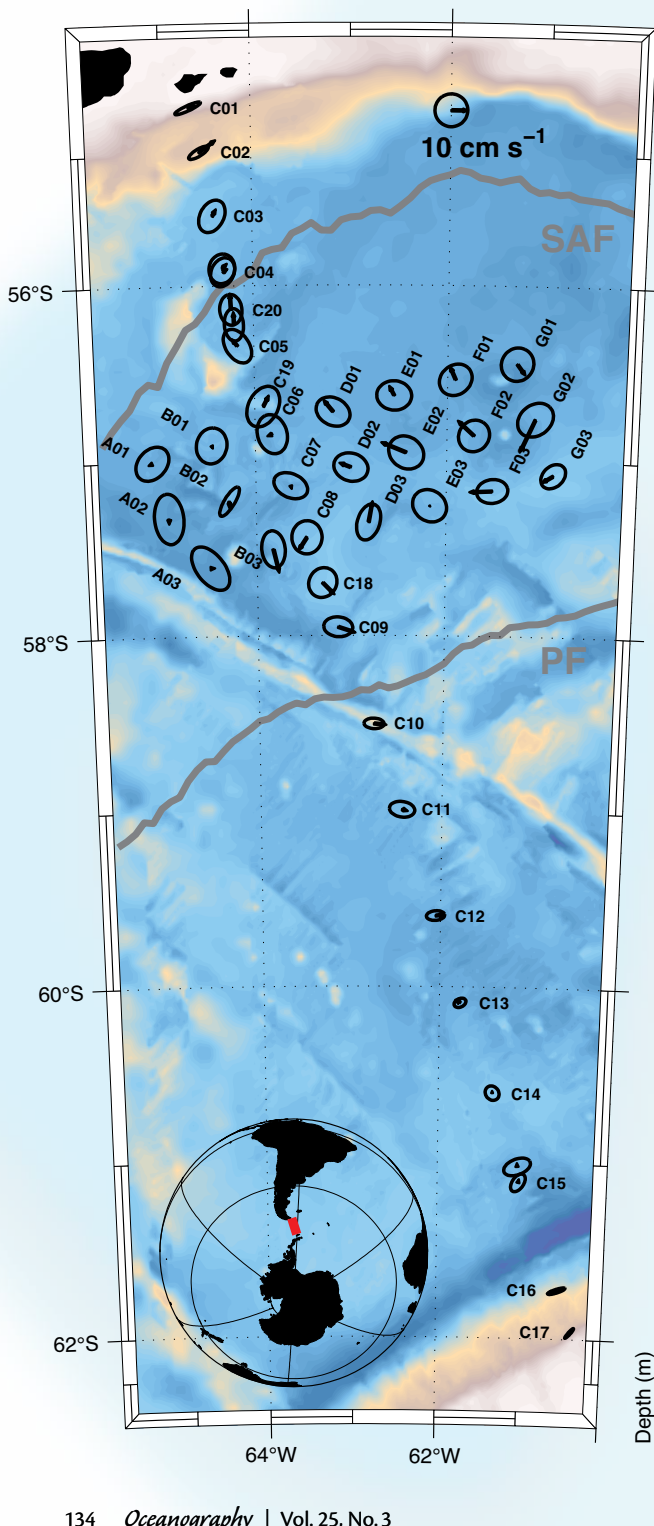 C01
C02
10 cm s⁻¹
C03
SAF
C04
56°S
C20
C05
G01
F01
E01
D01
C19
C06
G02
F02
E02
B01
A01
D02
C07
B02
G03
F03
E03
D03
C08
A02
B03
A03
C18
C09
58°S
PF
C10
C11
C12
60°S
C13
C14
C15
C16
C17
62°S
Depth (m)
64°W
62°W
134 Oceanography | Vol. 25, No. 3